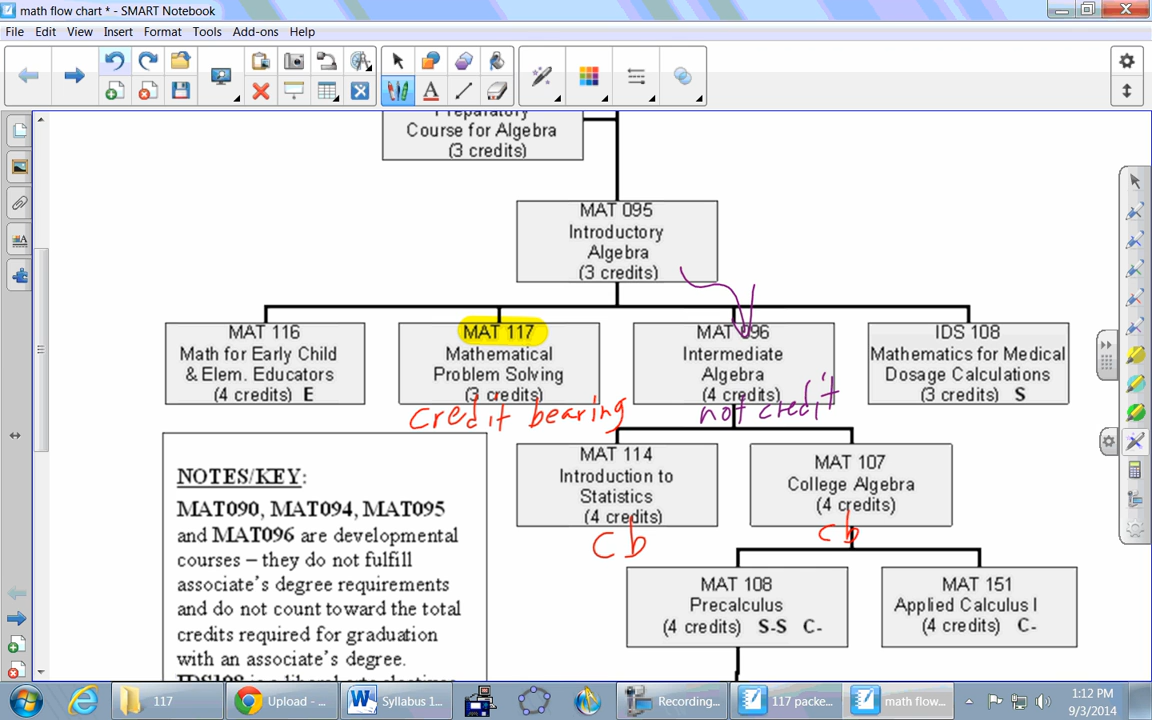 math flow chart * - SMART Notebook
File Edit View Insert Format Tools Add-ons Help
Preparatory
Course for Algebra
(3 credits)
MAT 095
Introductory
Algebra
(3 credits)
MAT 116
Math for Early Child
& Elem. Educators
(4 credits) E
MAT 117
Mathematical
Problem Solving
(3 credits)
credit bearing
MAT 096
Intermediate
Algebra
(4 credits)
not credit
IDS 108
Mathematics for Medical
Dosage Calculations
(3 credits) S
MAT 114
Introduction to
Statistics
(4 credits)
cb
MAT 107
College Algebra
(4 credits)
cb
NOTES/KEY:
MAT090, MAT094, MAT095
and MAT096 are developmental
courses – they do not fulfill
associate's degree requirements
and do not count toward the total
credits required for graduation
with an associate's degree.
IDS108 is a liberal arts elective
MAT 108
Precalculus
(4 credits) S-S C-
MAT 151
Applied Calculus I
(4 credits) C-
117
Upload - ...
Syllabus 1...
Recording...
117 packe...
math flow...
1:12 PM
9/3/2014